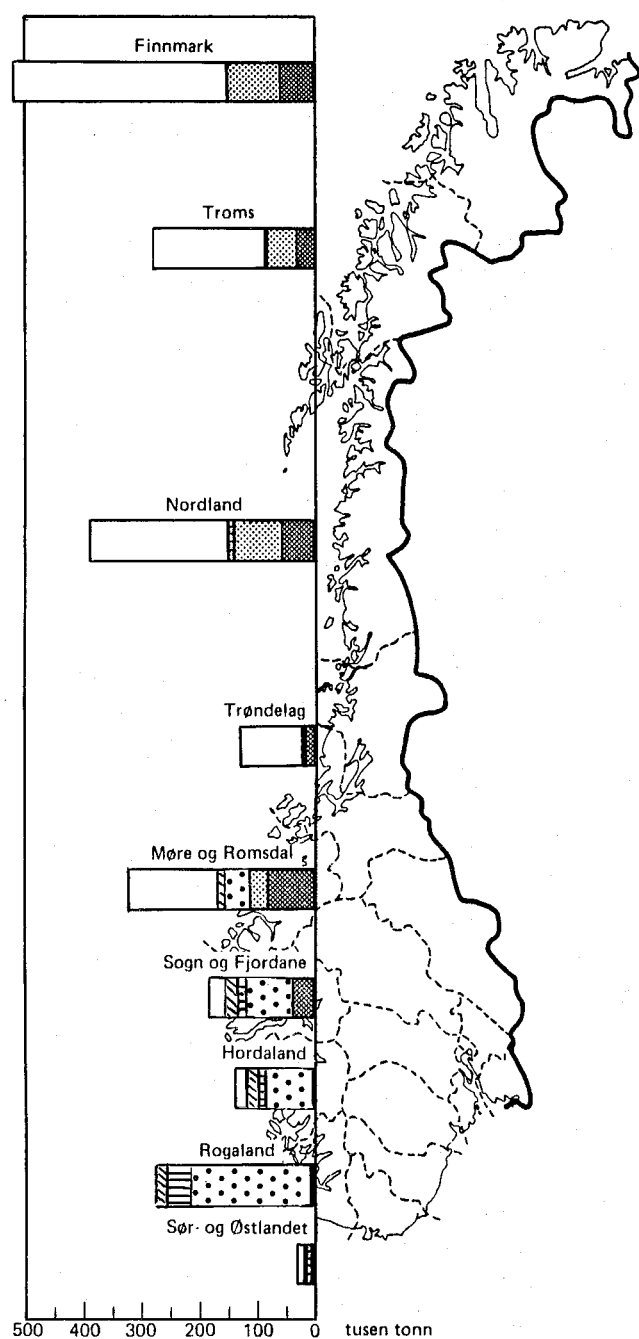 Finnmark
Troms
Nordland
Trøndelag
Møre og Romsdal
Sogn og Fjordane
Hordaland
Rogaland
Sør- og Østlandet
500 400 300 200 100 0 tusen tonn